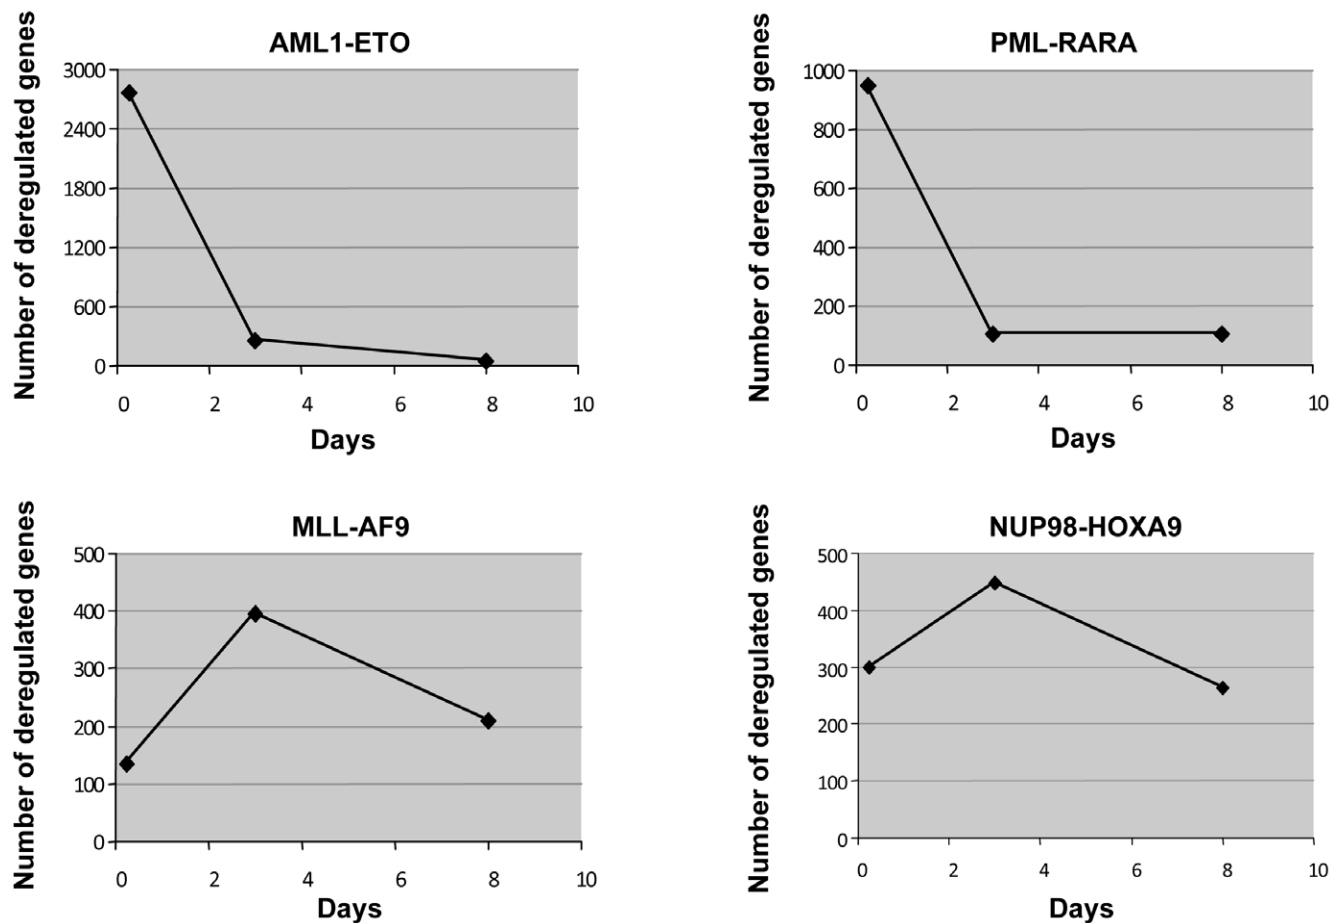 AML1-ETO
Number of deregulated genes
3000
2400
1800
1200
600
0
0 2 4 6 8 10
Days
PML-RARA
Number of deregulated genes
1000
800
600
400
200
0
0 2 4 6 8 10
Days
MLL-AF9
Number of deregulated genes
500
400
300
200
100
0
0 2 4 6 8 10
Days
NUP98-HOXA9
Number of deregulated genes
500
400
300
200
100
0
0 2 4 6 8 10
Days